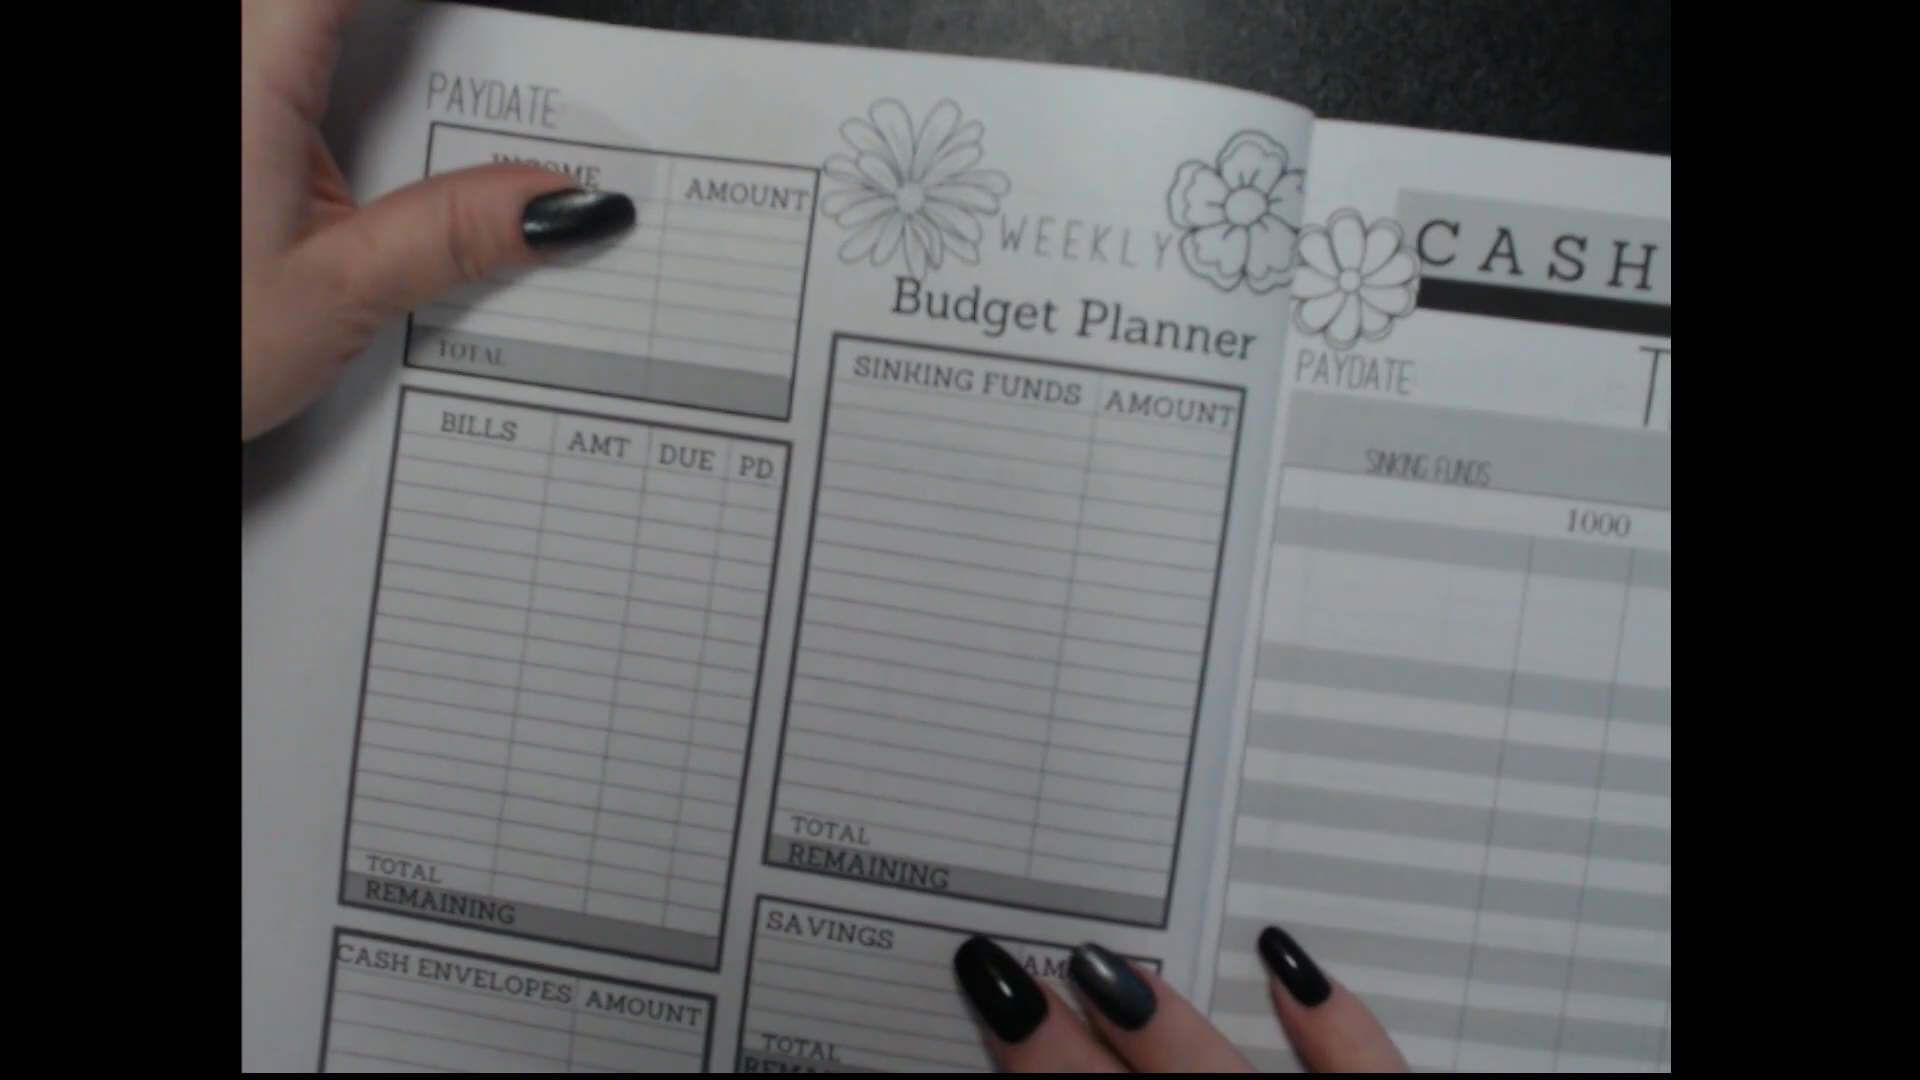 PAYDATE
INCOME AMOUNT
TOTAL
BILLS AMT DUE PD
TOTAL
REMAINING
CASH ENVELOPES AMOUNT
WEEKLY
Budget Planner
SINKING FUNDS AMOUNT
TOTAL
REMAINING
SAVINGS
TOTAL
CASH
PAYDATE
SINKING FUNDS
1000